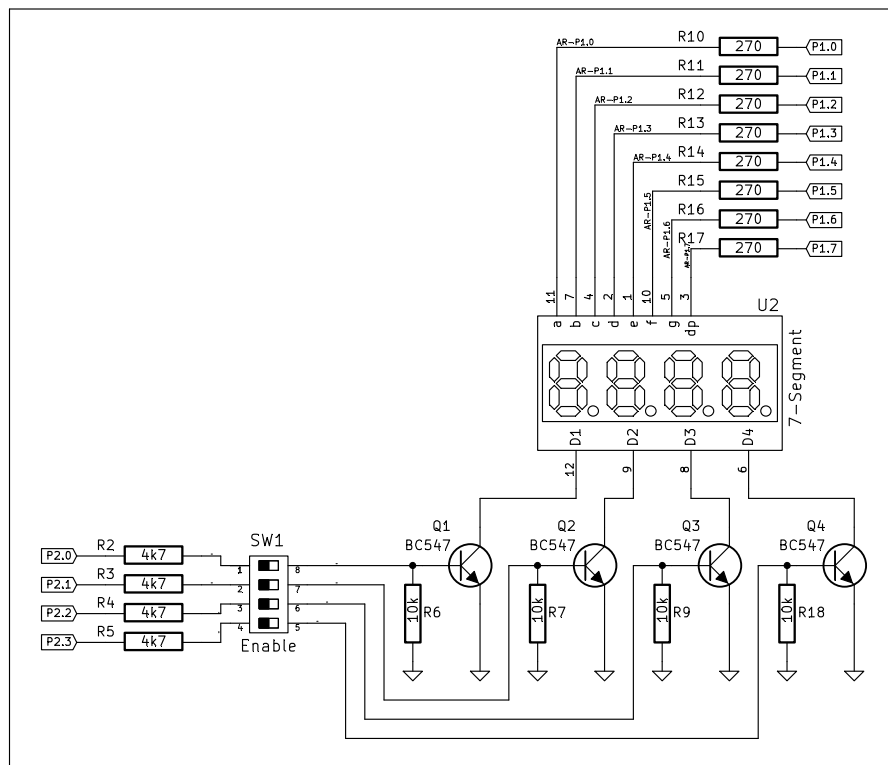 AR-P1.0 R10 270 P1.0
AR-P1.1 R11 270 P1.1
AR-P1.2 R12 270 P1.2
AR-P1.3 R13 270 P1.3
AR-P1.4 R14 270 P1.4
AR-P1.5 R15 270 P1.5
AR-P1.6 R16 270 P1.6
AR-P1.7 R17 270 P1.7
11 7 4 2 1 10 5 3
a b c d e f g dp
U2
7-Segment
D1 D2 D3 D4
12 9 8 6
Q1 Q2 Q3 Q4
BC547 BC547 BC547 BC547
SW1
P2.0 R2 4k7 1 8
P2.1 R3 4k7 2 7
P2.2 R4 4k7 3 6
P2.3 R5 4k7 4 5
Enable
10k R6 10k R7 10k R9 10k R18